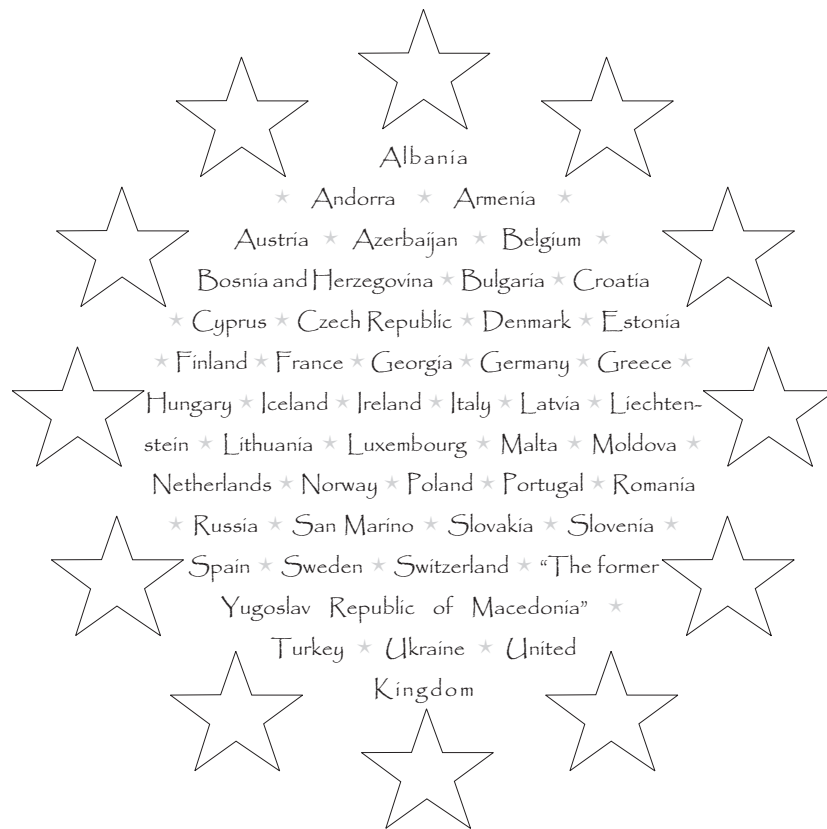 Albania
★ Andorra ★ Armenia ★
Austria ★ Azerbaijan ★ Belgium ★
Bosnia and Herzegovina ★ Bulgaria ★ Croatia
★ Cyprus ★ Czech Republic ★ Denmark ★ Estonia
★ Finland ★ France ★ Georgia ★ Germany ★ Greece ★
Hungary ★ Iceland ★ Ireland ★ Italy ★ Latvia ★ Liechten-
stein ★ Lithuania ★ Luxembourg ★ Malta ★ Moldova ★
Netherlands ★ Norway ★ Poland ★ Portugal ★ Romania
★ Russia ★ San Marino ★ Slovakia ★ Slovenia ★
Spain ★ Sweden ★ Switzerland ★ “The former
Yugoslav Republic of Macedonia” ★
Turkey ★ Ukraine ★ United
Kingdom